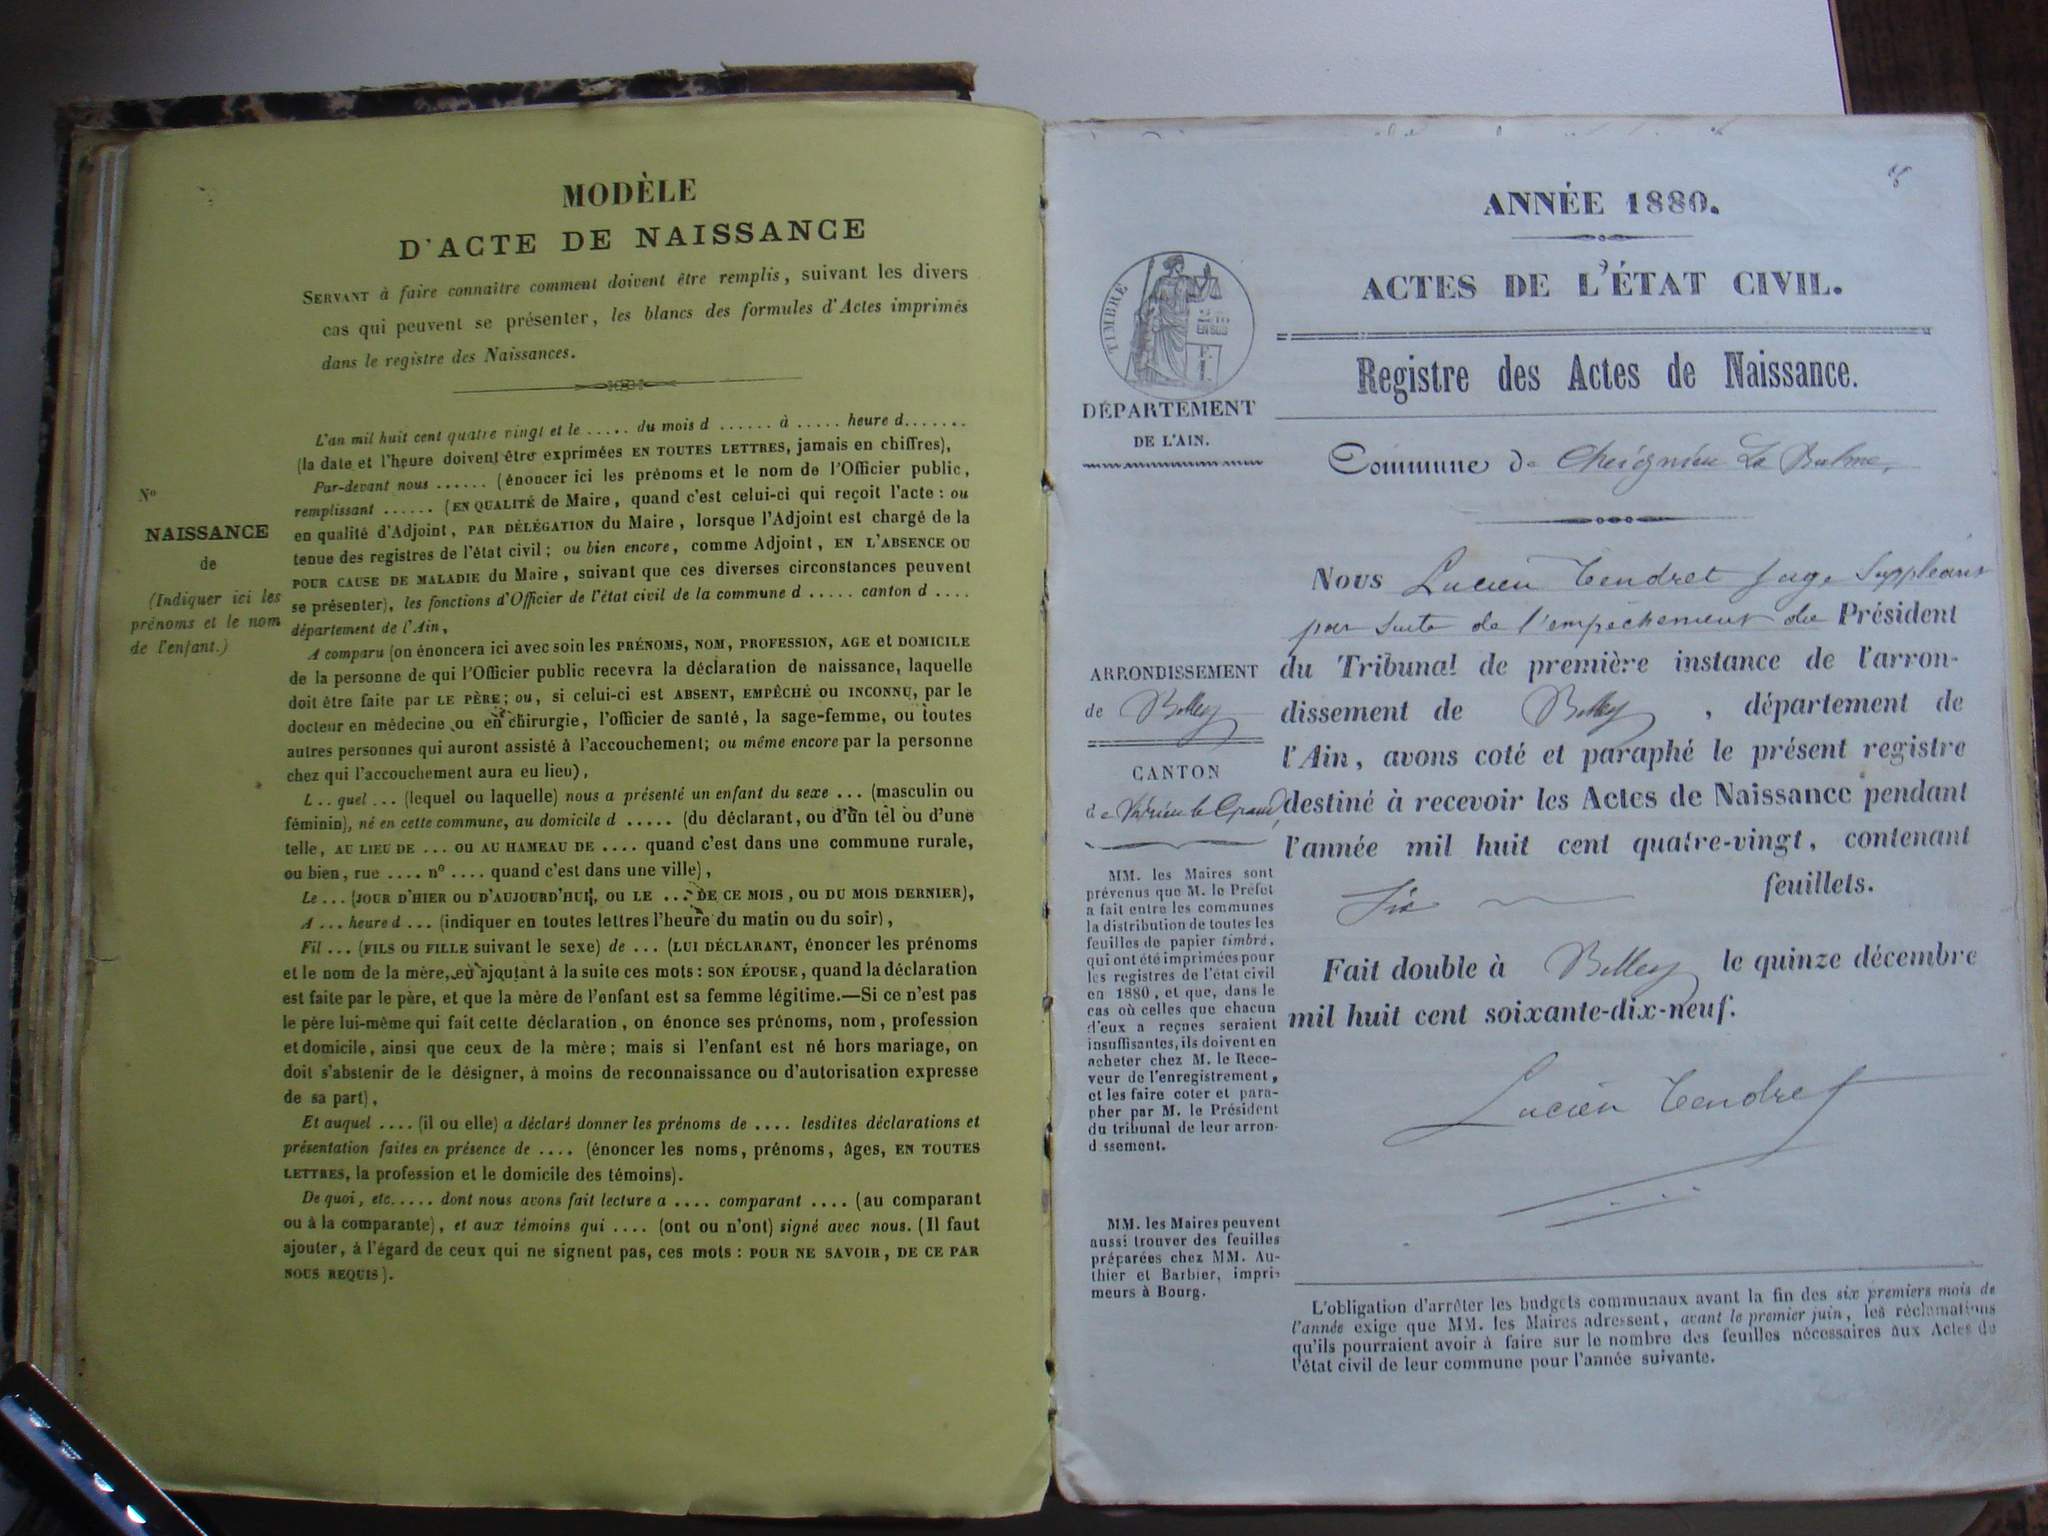 MODÈLE
D'ACTE DE NAISSANCE
SERVANT à faire connaître comment doivent être remplis, suivant les divers
cas qui peuvent se présenter, les blancs des formules d'Actes imprimés
dans le registre des Naissances.
L'an mil huit cent quatre vingt et le ..... du mois d ...... à ..... heure d.......
(la date et l'heure doivent être exprimées EN TOUTES LETTRES, jamais en chiffres),
Par-devant nous ...... (énoncer ici les prénoms et le nom de l'Officier public,
remplissant ...... (EN QUALITÉ de Maire, quand c'est celui-ci qui reçoit l'acte : ou
en qualité d'Adjoint, PAR DÉLÉGATION du Maire, lorsque l'Adjoint est chargé de la
tenue des registres de l'état civil ; ou bien encore, comme Adjoint, EN L'ABSENCE OU
POUR CAUSE DE MALADIE du Maire, suivant que ces diverses circonstances peuvent
se présenter), les fonctions d'Officier de l'état civil de la commune d ..... canton d ....
département de l'Ain,
No
NAISSANCE
de
(Indiquer ici les
prénoms et le nom
de l'enfant.)
A comparu (on énoncera ici avec soin les PRÉNOMS, NOM, PROFESSION, AGE et DOMICILE
de la personne de qui l'Officier public recevra la déclaration de naissance, laquelle
doit être faite par LE PÈRE; ou, si celui-ci est ABSENT, EMPÊCHÉ ou INCONNU, par le
docteur en médecine ou en chirurgie, l'officier de santé, la sage-femme, ou toutes
autres personnes qui auront assisté à l'accouchement; ou même encore par la personne
chez qui l'accouchement aura eu lieu),
L .. quel ... (lequel ou laquelle) nous a présenté un enfant du sexe ... (masculin ou
féminin), né en cette commune, au domicile d ..... (du déclarant, ou d'un tel ou d'une
telle, AU LIEU DE ... OU AU HAMEAU DE .... quand c'est dans une commune rurale,
ou bien, rue .... no .... quand c'est dans une ville),
Le ... (JOUR D'HIER OU D'AUJOURD'HUI, OU LE ... DE CE MOIS, OU DU MOIS DERNIER),
A ... heure d ... (indiquer en toutes lettres l'heure du matin ou du soir),
Fil ... (FILS OU FILLE suivant le sexe) de ... (LUI DÉCLARANT, énoncer les prénoms
et le nom de la mère, en ajoutant à la suite ces mots : SON ÉPOUSE, quand la déclaration
est faite par le père, et que la mère de l'enfant est sa femme légitime.—Si ce n'est pas
le père lui-même qui fait cette déclaration, on énonce ses prénoms, nom, profession
et domicile, ainsi que ceux de la mère; mais si l'enfant est né hors mariage, on
doit s'abstenir de le désigner, à moins de reconnaissance ou d'autorisation expresse
de sa part),
Et auquel .... (il ou elle) a déclaré donner les prénoms de .... lesdites déclarations et
présentation faites en présence de .... (énoncer les noms, prénoms, âges, EN TOUTES
LETTRES, la profession et le domicile des témoins).
De quoi, etc..... dont nous avons fait lecture a .... comparant .... (au comparant
ou à la comparante), et aux témoins qui .... (ont ou n'ont) signé avec nous. (Il faut
ajouter, à l'égard de ceux qui ne signent pas, ces mots : POUR NE SAVOIR, DE CE PAR
NOUS REQUIS).
ANNÉE 1880.
ACTES DE L'ÉTAT CIVIL.
Registre des Actes de Naissance.
TIMBRE
DÉPARTEMENT
DE L'AIN.
Commune de Cheignieu La Balme,
Nous Lucien Tendret Juge Suppléant
par suite de l'empêchement du Président
du Tribunal de première instance de l'arron-
dissement de Belley, département de
l'Ain, avons coté et paraphé le présent registre
destiné à recevoir les Actes de Naissance pendant
l'année mil huit cent quatre-vingt, contenant
Six feuillets.
Fait double à Belley le quinze décembre
mil huit cent soixante-dix-neuf.
Lucien Tendret
ARRONDISSEMENT
de Belley
CANTON
de Virieu le Grand,
MM. les Maires sont
prévenus que M. le Préfet
a fait entre les communes
la distribution de toutes les
feuilles de papier timbré,
qui ont été imprimées pour
les registres de l'état civil
en 1880, et que, dans le
cas où celles que chacun
d'eux a reçues seraient
insuffisantes, ils doivent en
acheter chez M. le Rece-
veur de l'enregistrement,
et les faire coter et para-
pher par M. le Président
du tribunal de leur arron-
d ssement.
MM. les Maires peuvent
aussi trouver des feuilles
préparées chez MM. Au-
thier et Barbier, impri-
meurs à Bourg.
L'obligation d'arrêter les budgets communaux avant la fin des six premiers mois de
l'année exige que MM. les Maires adressent, avant le premier juin, les réclamations
qu'ils pourraient avoir à faire sur le nombre des feuilles nécessaires aux Actes de
l'état civil de leur commune pour l'année suivante.